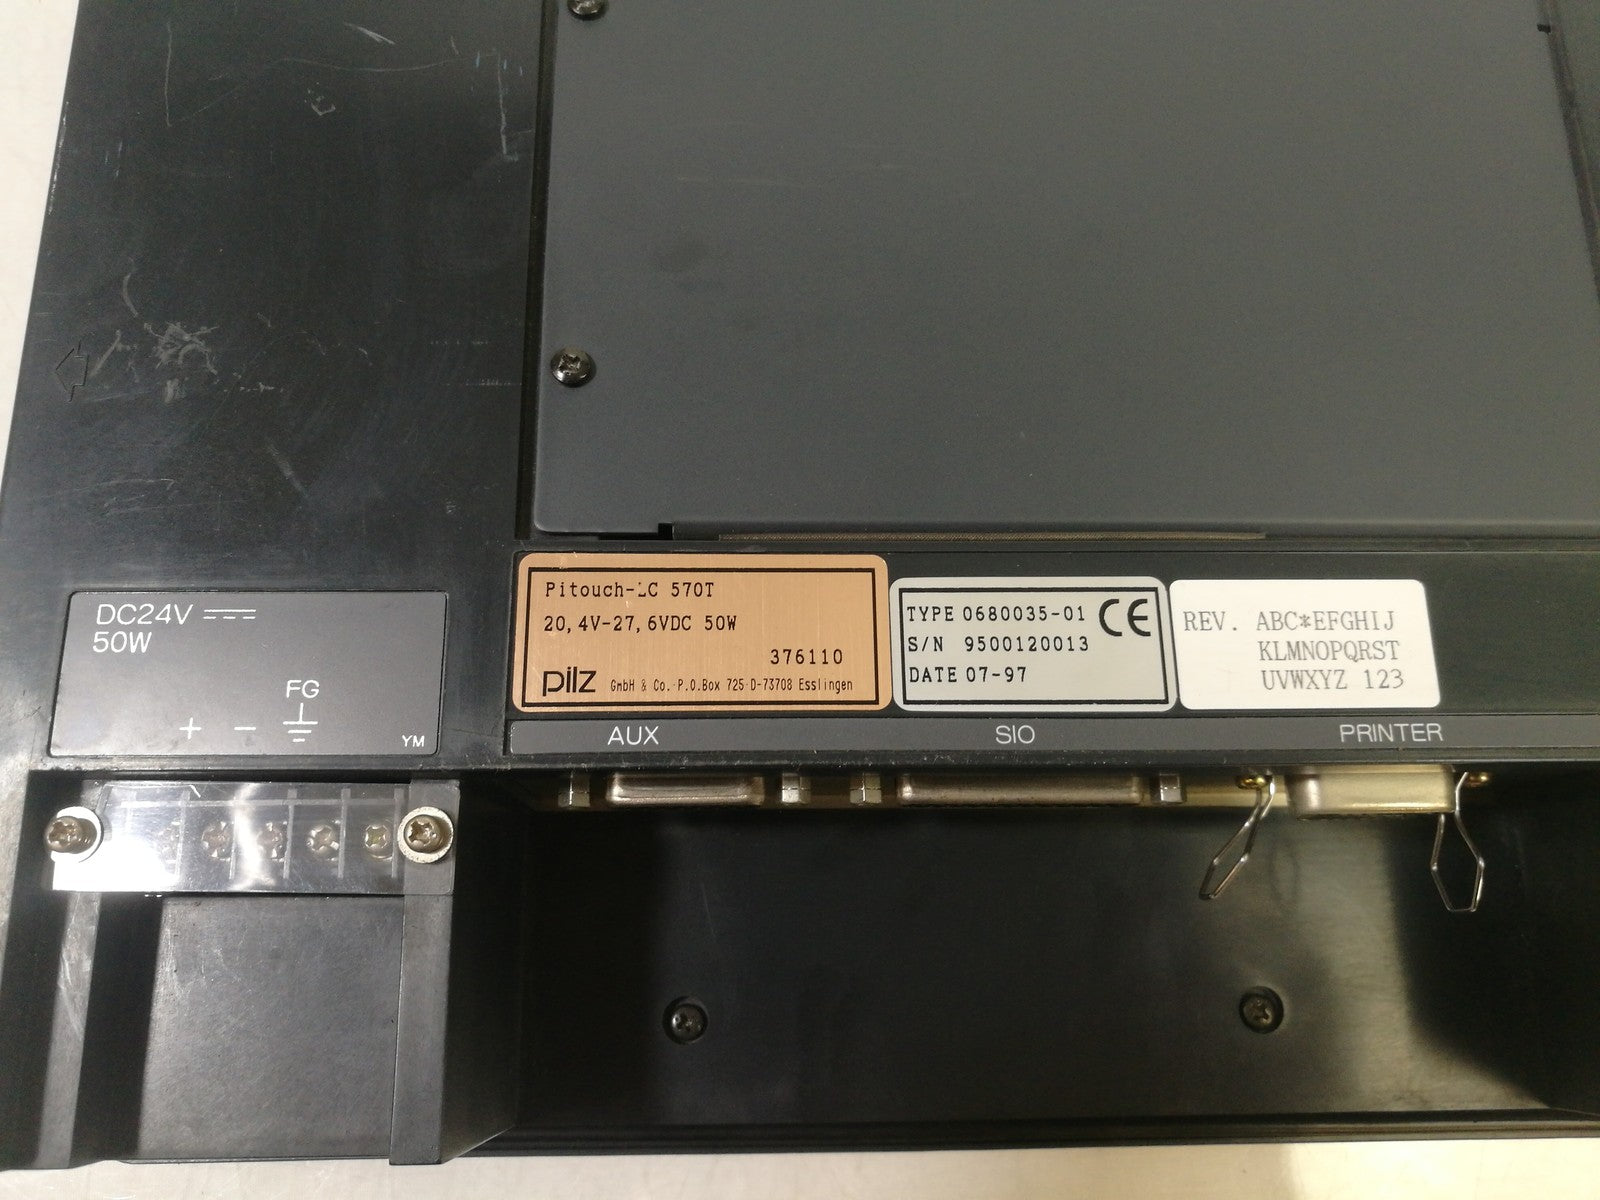 DC24V
50W
FG
+ −
YM
Pitouch-LC 570T
20,4V-27,6VDC 50W
376110
pilz GmbH & Co. P.O.Box 725 D-73708 Esslingen
TYPE 0680035-01 CE
S/N 9500120013
DATE 07-97
REV. ABC*EFGHIJ
KLMNOPQRST
UVWXYZ 123
AUX SIO PRINTER